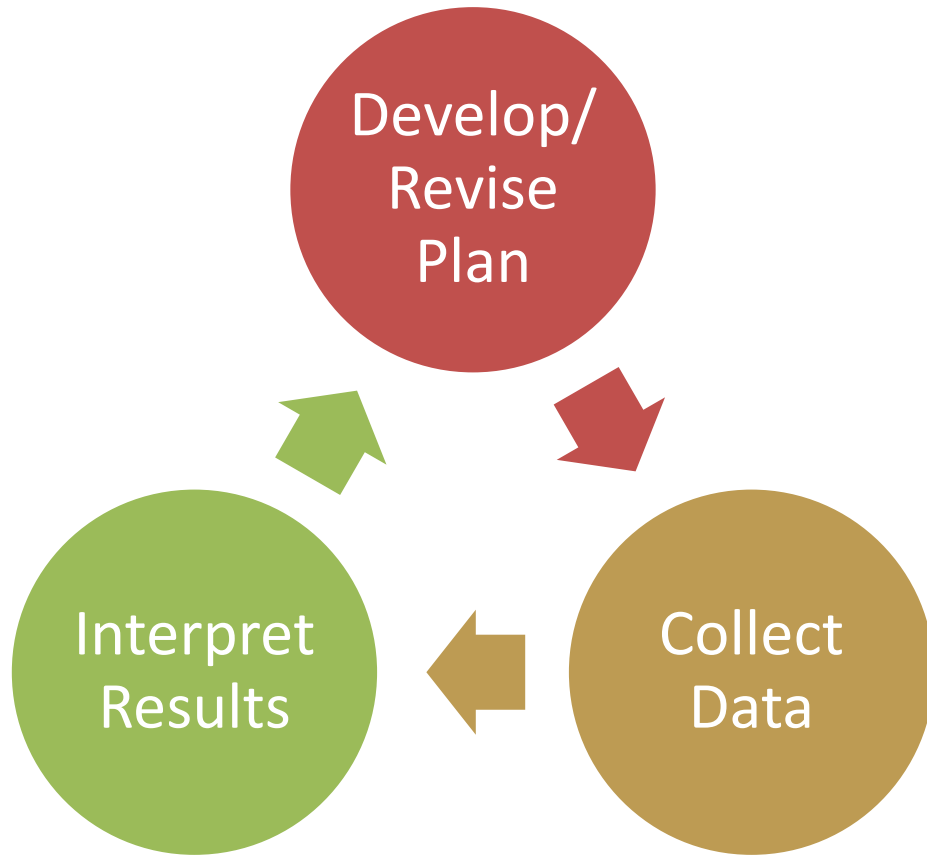 Develop/
Revise
Plan
Interpret
Results
Collect
Data